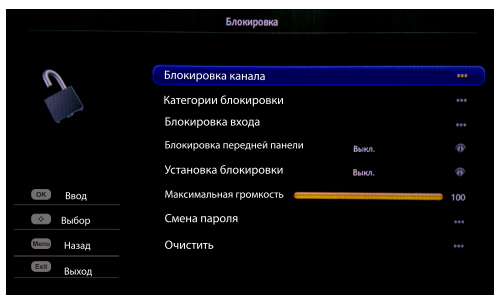 Блокировка
Блокировка канала
Категории блокировки
Блокировка входа
Блокировка передней панели Выкл.
Установка блокировки Выкл.
Максимальная громкость 100
Смена пароля
Очистить
OK Ввод
Выбор
Menu Назад
Exit Выход